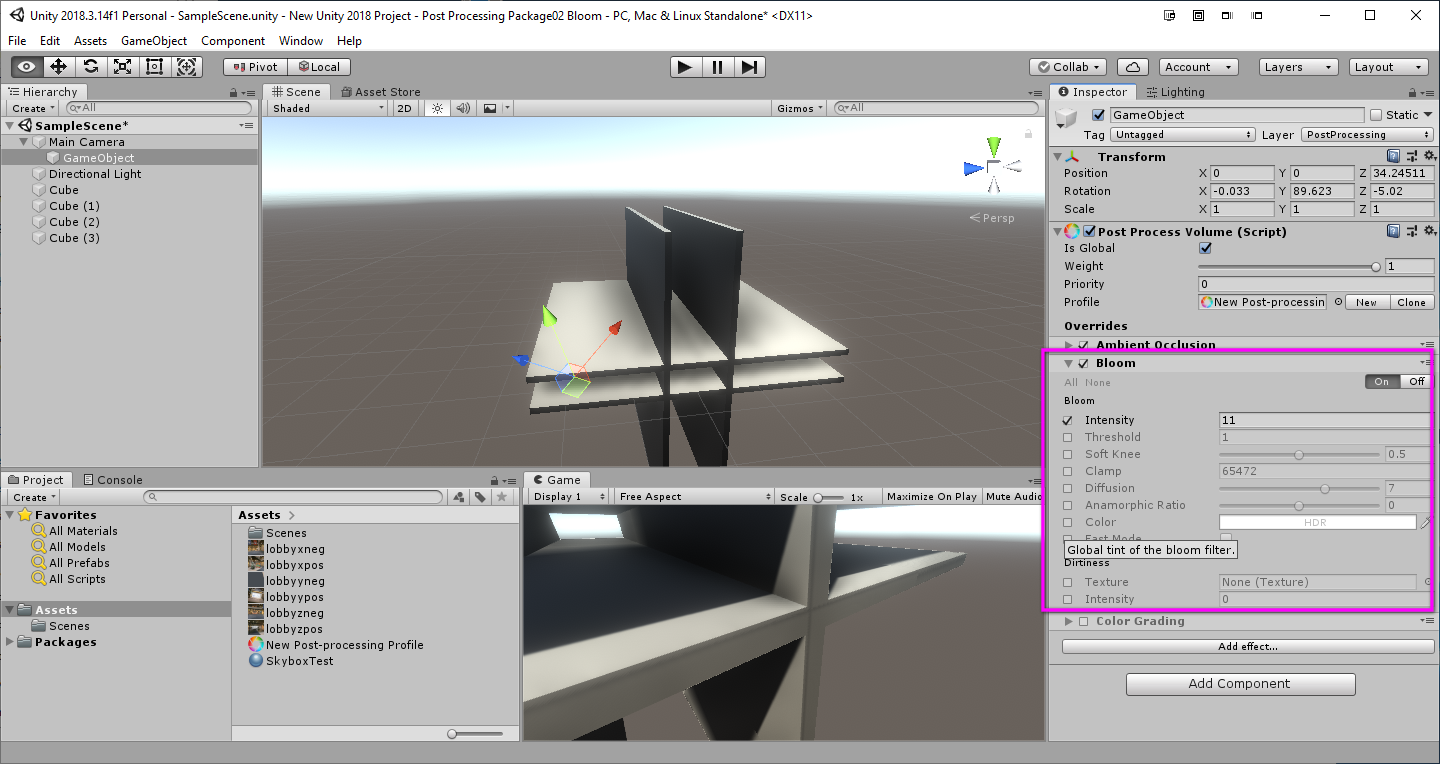 Unity 2018.3.14f1 Personal - SampleScene.unity - New Unity 2018 Project - Post Processing Package02 Bloom - PC, Mac & Linux Standalone* <DX11>
File Edit Assets GameObject Component Window Help
Pivot Local Collab Account Layers Layout
Hierarchy
Create All
SampleScene*
Main Camera
GameObject
Directional Light
Cube
Cube (1)
Cube (2)
Cube (3)
Scene Asset Store
Shaded 2D Gizmos All
Persp
Project Console
Create
Favorites
All Materials
All Models
All Prefabs
All Scripts
Assets
Scenes
Packages
Assets
Scenes
lobbyxneg
lobbyxpos
lobbyyneg
lobbyypos
lobbyzneg
lobbyzpos
New Post-processing Profile
SkyboxTest
Game
Display 1 Free Aspect Scale 1x Maximize On Play Mute Audio
Inspector Lighting
GameObject Static
Tag Untagged Layer PostProcessing
Transform
Position X 0 Y 0 Z 34.24511
Rotation X -0.033 Y 89.623 Z -5.02
Scale X 1 Y 1 Z 1
Post Process Volume (Script)
Is Global
Weight 1
Priority 0
Profile New Post-processin New Clone
Overrides
Ambient Occlusion
Bloom
All None On Off
Bloom
Intensity 11
Threshold 1
Soft Knee 0.5
Clamp 65472
Diffusion 7
Anamorphic Ratio 0
Color HDR
Fast Mode
Global tint of the bloom filter.
Dirtiness
Texture None (Texture)
Intensity 0
Color Grading
Add effect...
Add Component